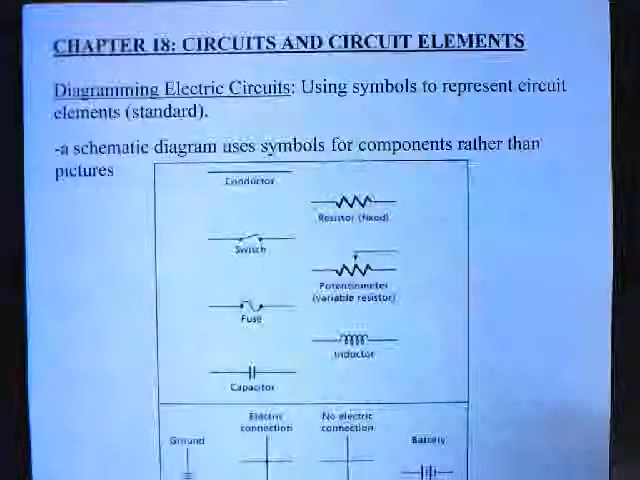 CHAPTER 18: CIRCUITS AND CIRCUIT ELEMENTS
Diagramming Electric Circuits: Using symbols to represent circuit
elements (standard).
-a schematic diagram uses symbols for components rather than
pictures
Conductor
Resistor (fixed)
Switch
Potentiometer
(variable resistor)
Fuse
Inductor
Capacitor
Electric
connection
No electric
connection
Ground
Battery